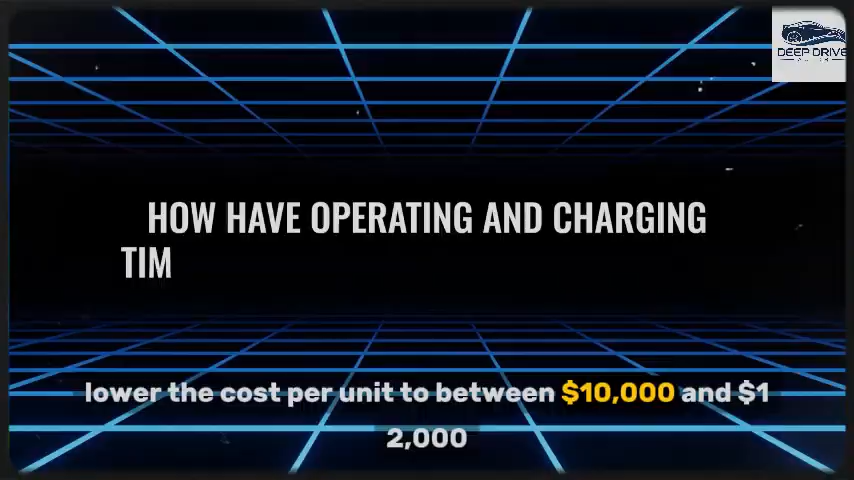 DEEP DRIVE
HOW HAVE OPERATING AND CHARGING
TIM
lower the cost per unit to between $10,000 and $1
2,000